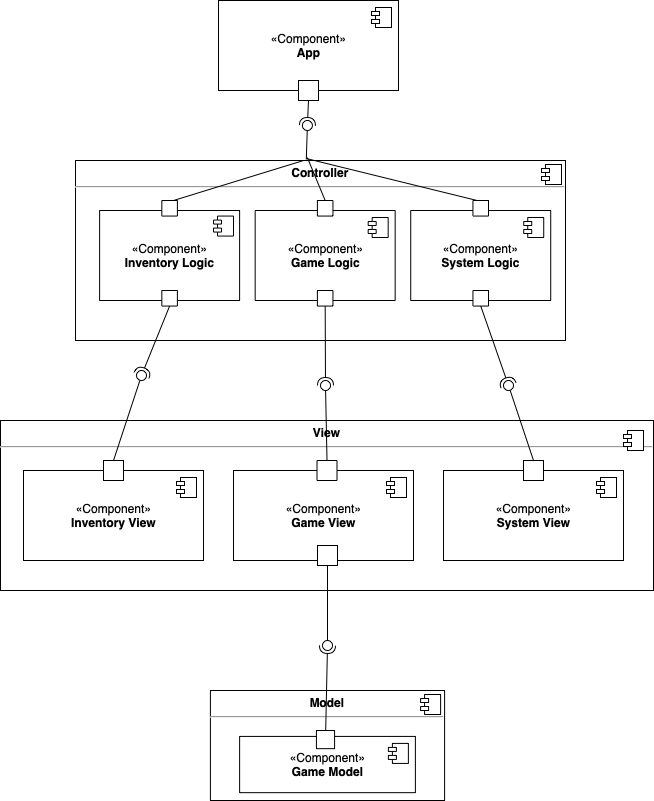 «Component»
App
Controller
«Component»
Inventory Logic
«Component»
Game Logic
«Component»
System Logic
View
«Component»
Inventory View
«Component»
Game View
«Component»
System View
Model
«Component»
Game Model